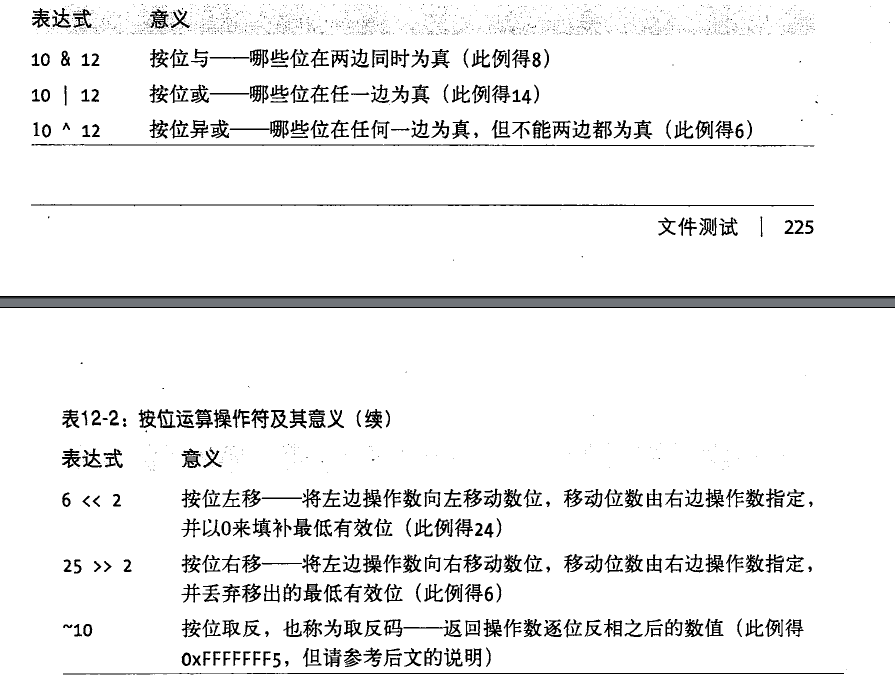 表达式 意义
10 & 12 按位与——哪些位在两边同时为真（此例得8）
10 | 12 按位或——哪些位在任一边为真（此例得14）
10 ^ 12 按位异或——哪些位在任何一边为真，但不能两边都为真（此例得6）
文件测试 | 225
表12-2：按位运算操作符及其意义（续）
表达式 意义
6 << 2 按位左移——将左边操作数向左移动数位，移动位数由右边操作数指定，
并以0来填补最低有效位（此例得24）
25 >> 2 按位右移——将左边操作数向右移动数位，移动位数由右边操作数指定，
并丢弃移出的最低有效位（此例得6）
~10 按位取反，也称为取反码——返回操作数逐位反相之后的数值（此例得
0xFFFFFFF5，但请参考后文的说明）